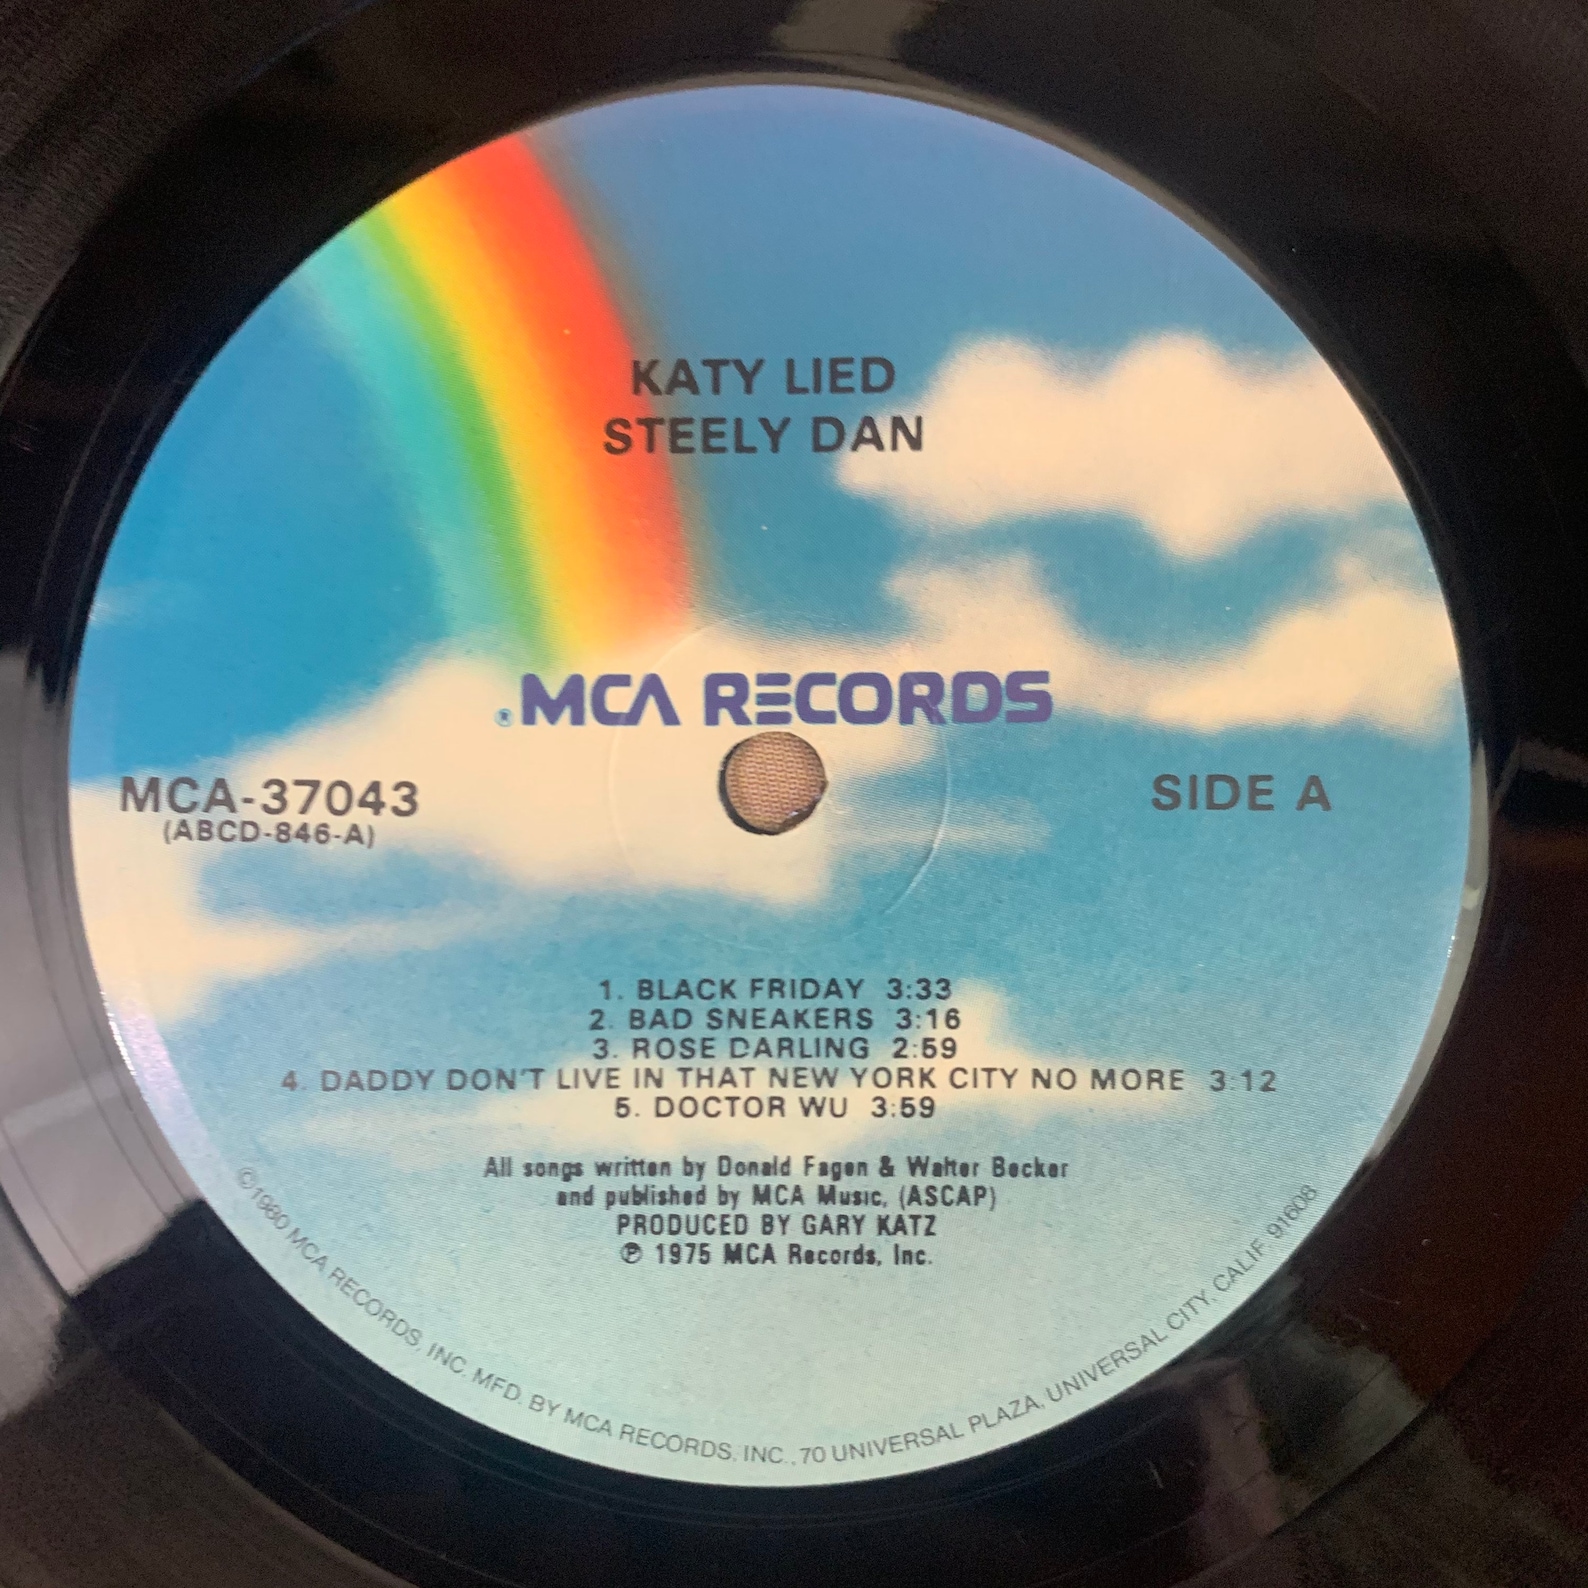 KATY LIED
STEELY DAN
® MCA RECORDS
MCA-37043
(ABCD-846-A)
SIDE A
1. BLACK FRIDAY 3:33
2. BAD SNEAKERS 3:16
3. ROSE DARLING 2:59
4. DADDY DON'T LIVE IN THAT NEW YORK CITY NO MORE 3:12
5. DOCTOR WU 3:59
All songs written by Donald Fagen & Walter Becker
and published by MCA Music, (ASCAP)
PRODUCED BY GARY KATZ
℗ 1975 MCA Records, Inc.
©1980 MCA RECORDS, INC. MFD. BY MCA RECORDS, INC., 70 UNIVERSAL PLAZA, UNIVERSAL CITY, CALIF. 91608